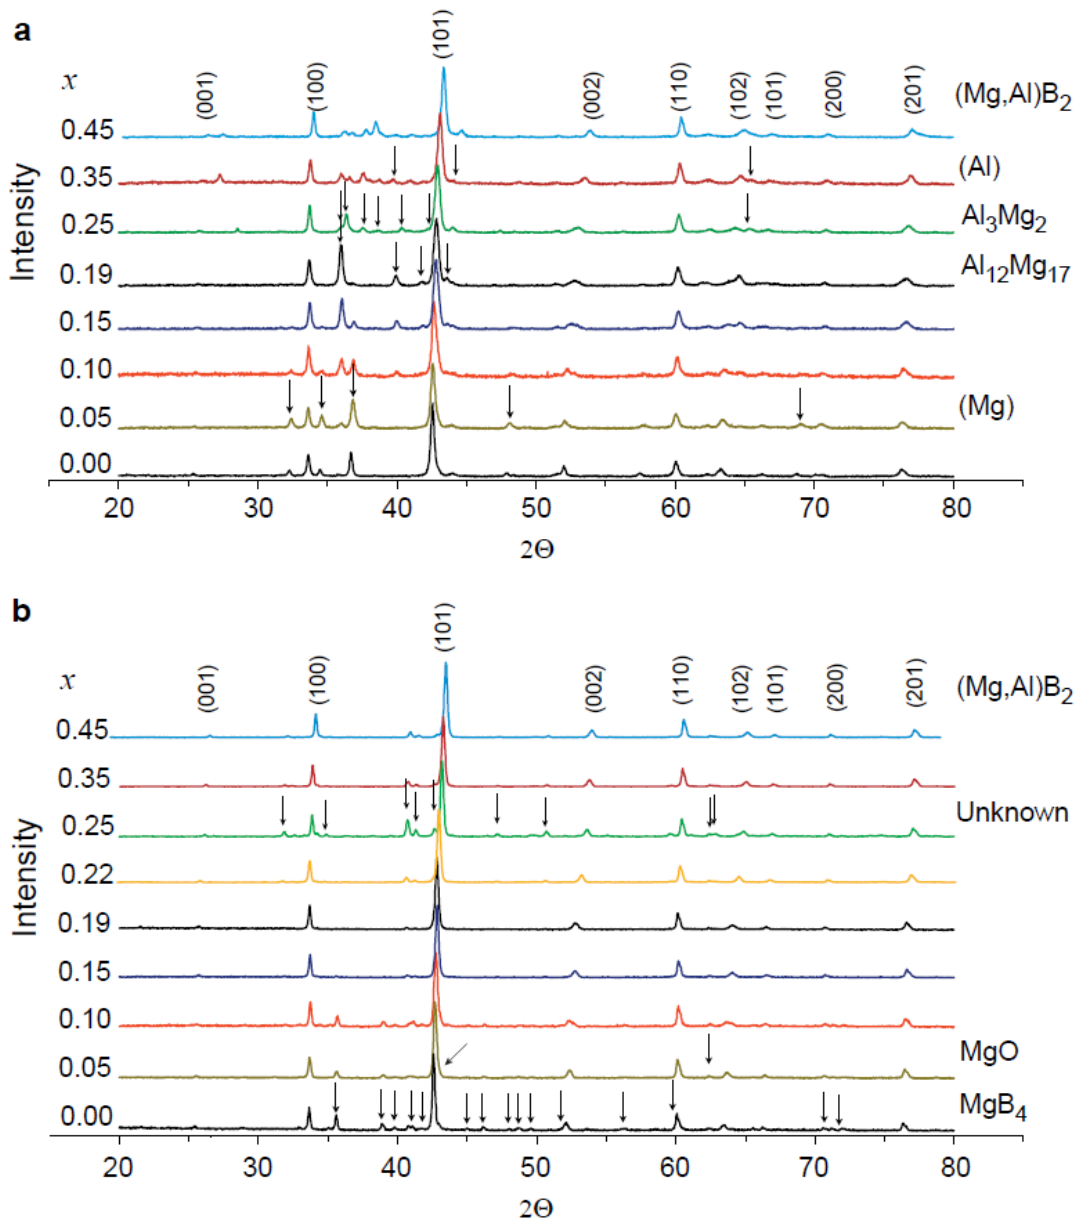 a
x
(001)
(100)
(101)
(002)
(110)
(102)
(101)
(200)
(201)
(Mg,Al)B2
0.45
0.35
(Al)
0.25
Al3Mg2
0.19
Al12Mg17
0.15
0.10
0.05
(Mg)
0.00
Intensity
20 30 40 50 60 70 80
2Θ
b
x
(001)
(100)
(101)
(002)
(110)
(102)
(101)
(200)
(201)
(Mg,Al)B2
0.45
0.35
Unknown
0.25
0.22
0.19
0.15
0.10
MgO
0.05
MgB4
0.00
Intensity
20 30 40 50 60 70 80
2Θ